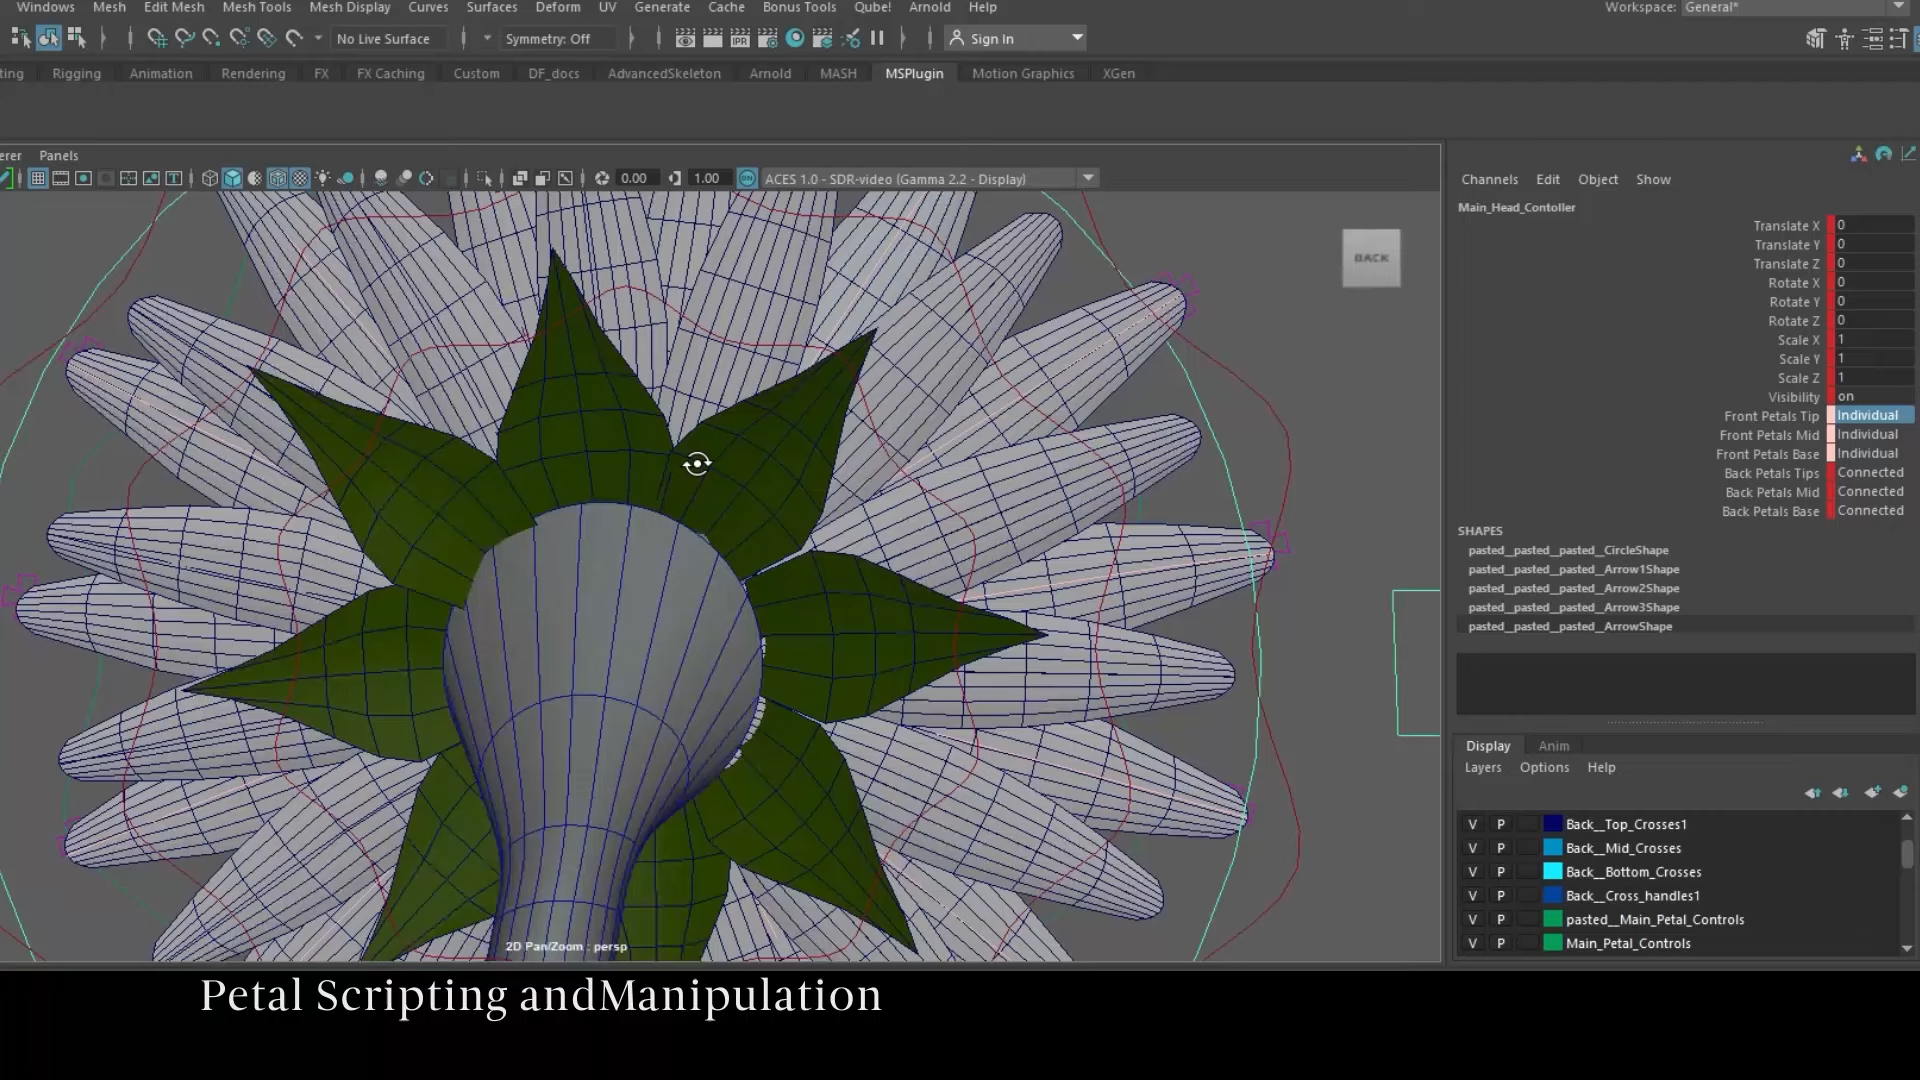 Windows Mesh Edit Mesh Mesh Tools Mesh Display Curves Surfaces Deform UV Generate Cache Bonus Tools Qube! Arnold Help Workspace: General*
No Live Surface Symmetry: Off IPR Sign In
ting Rigging Animation Rendering FX FX Caching Custom DF_docs AdvancedSkeleton Arnold MASH MSPlugin Motion Graphics XGen
erer Panels
0.00 1.00 ON ACES 1.0 - SDR-video (Gamma 2.2 - Display)
BACK
2D Pan/Zoom : persp
Channels Edit Object Show
Main_Head_Contoller
Translate X 0
Translate Y 0
Translate Z 0
Rotate X 0
Rotate Y 0
Rotate Z 0
Scale X 1
Scale Y 1
Scale Z 1
Visibility on
Front Petals Tip Individual
Front Petals Mid Individual
Front Petals Base Individual
Back Petals Tips Connected
Back Petals Mid Connected
Back Petals Base Connected
SHAPES
pasted__pasted__pasted__CircleShape
pasted__pasted__pasted__Arrow1Shape
pasted__pasted__pasted__Arrow2Shape
pasted__pasted__pasted__Arrow3Shape
pasted__pasted__pasted__ArrowShape
Display Anim
Layers Options Help
V P Back__Top_Crosses1
V P Back__Mid_Crosses
V P Back__Bottom_Crosses
V P Back__Cross_handles1
V P pasted__Main_Petal_Controls
V P Main_Petal_Controls
Petal Scripting andManipulation